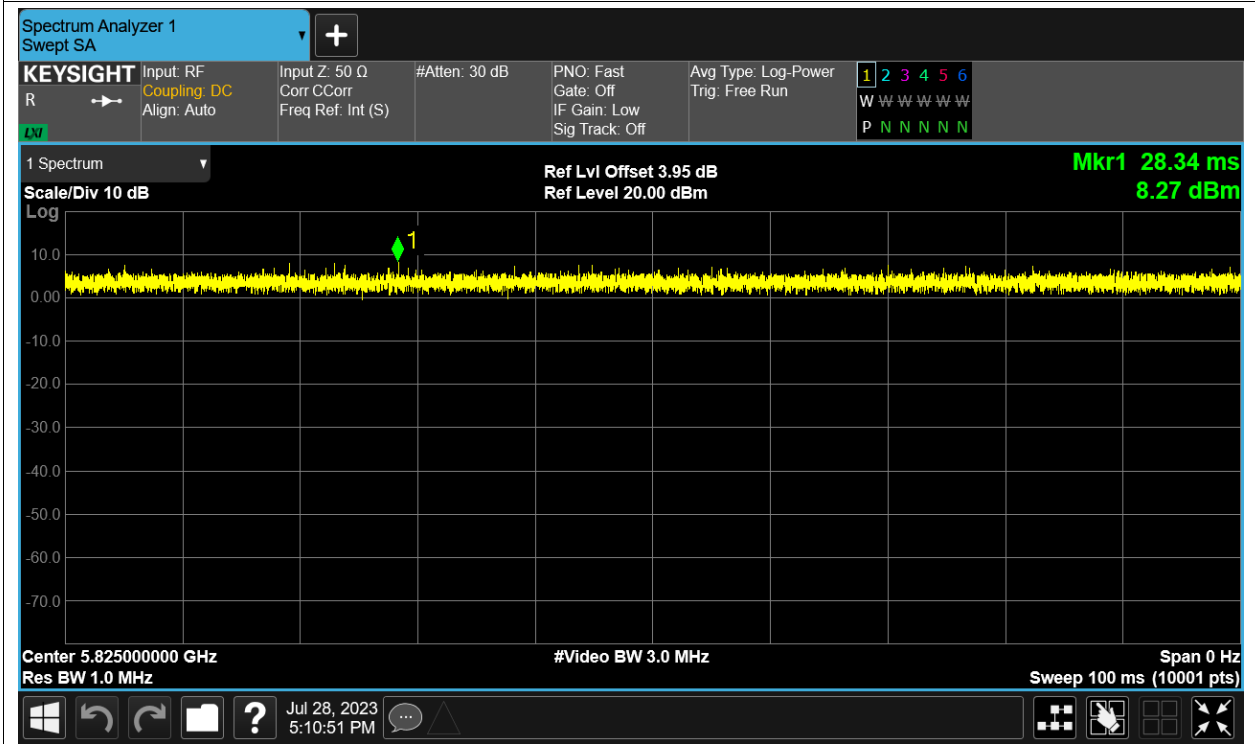 Spectrum Analyzer 1
Swept SA
+
KEYSIGHT
R
LXI
Input: RF
Coupling: DC
Align: Auto
Input Z: 50 Ω
Corr CCorr
Freq Ref: Int (S)
#Atten: 30 dB
PNO: Fast
Gate: Off
IF Gain: Low
Sig Track: Off
Avg Type: Log-Power
Trig: Free Run
1 2 3 4 5 6
W W W W W W
P N N N N N
1 Spectrum
Scale/Div 10 dB
Log
Ref Lvl Offset 3.95 dB
Ref Level 20.00 dBm
Mkr1 28.34 ms
8.27 dBm
1
10.0
0.00
-10.0
-20.0
-30.0
-40.0
-50.0
-60.0
-70.0
Center 5.825000000 GHz
Res BW 1.0 MHz
#Video BW 3.0 MHz
Span 0 Hz
Sweep 100 ms (10001 pts)
?
Jul 28, 2023
5:10:51 PM